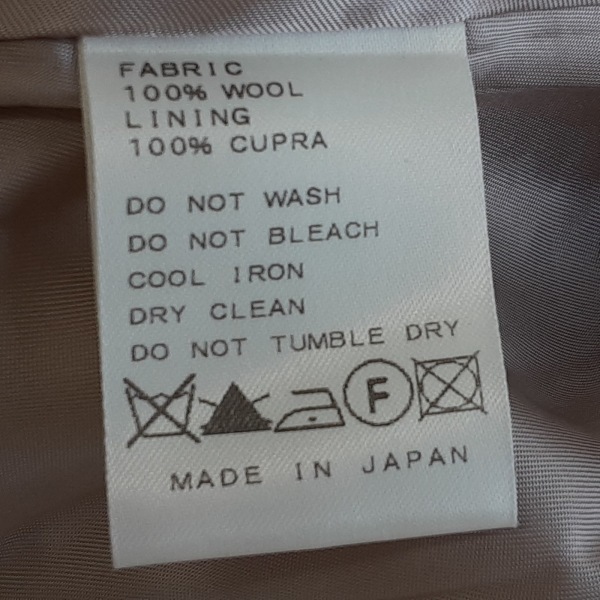 FABRIC
100% WOOL
LINING
100% CUPRA
DO NOT WASH
DO NOT BLEACH
COOL IRON
DRY CLEAN
DO NOT TUMBLE DRY
F
MADE IN JAPAN